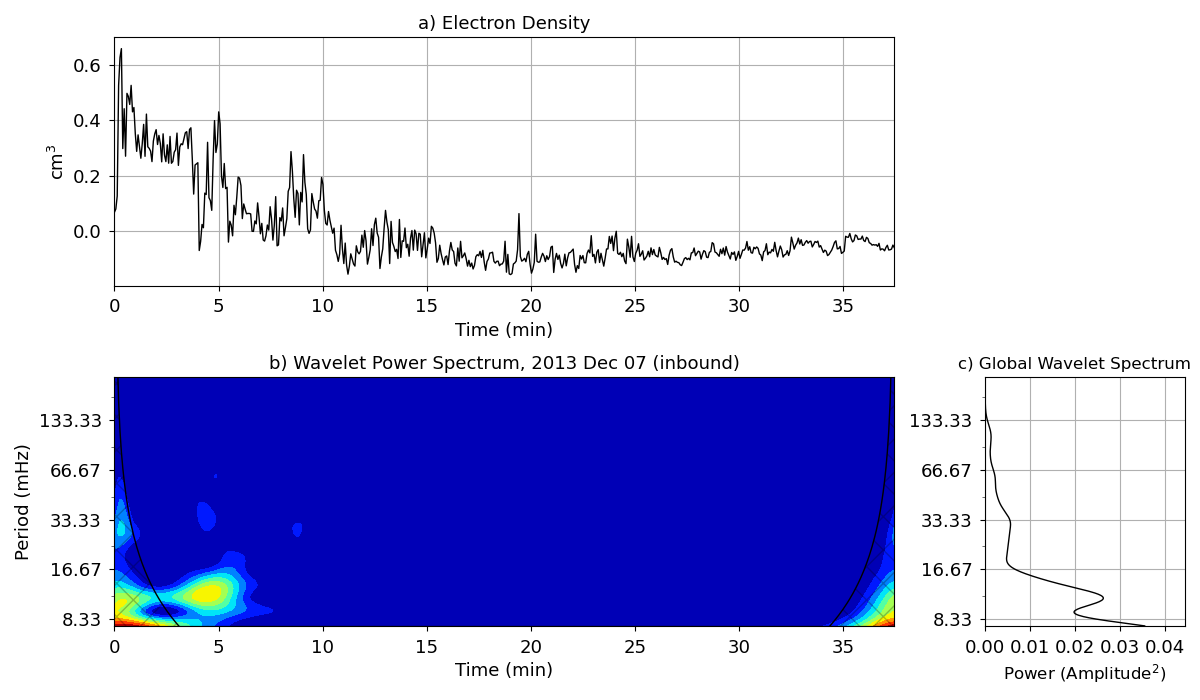 a) Electron Density
cm³
0.6
0.4
0.2
0.0
0 5 10 15 20 25 30 35
Time (min)
b) Wavelet Power Spectrum, 2013 Dec 07 (inbound)
Period (mHz)
133.33
66.67
33.33
16.67
8.33
0 5 10 15 20 25 30 35
Time (min)
c) Global Wavelet Spectrum
133.33
66.67
33.33
16.67
8.33
0.00 0.01 0.02 0.03 0.04
Power (Amplitude²)